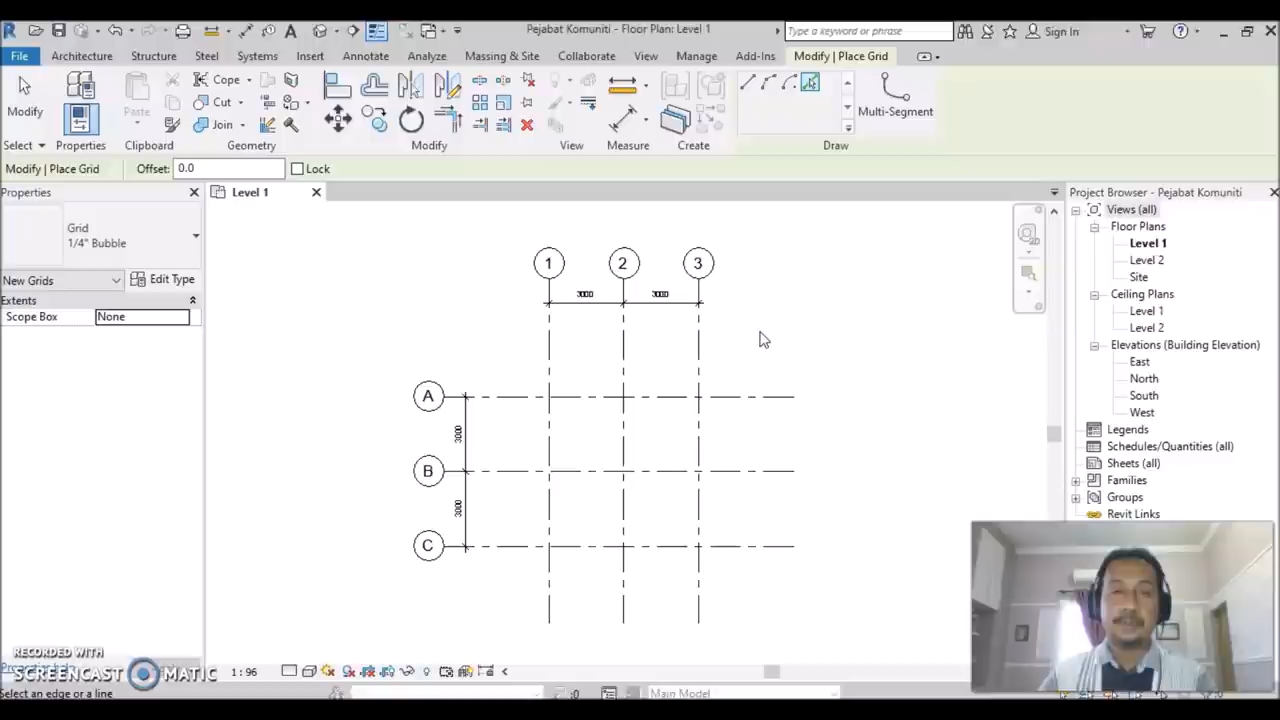 Pejabat Komuniti - Floor Plan: Level 1
Type a keyword or phrase
Sign In
File
Architecture
Structure
Steel
Systems
Insert
Annotate
Analyze
Massing & Site
Collaborate
View
Manage
Add-Ins
Modify | Place Grid
Modify
Paste
Cope
Cut
Join
Multi-Segment
Select
Properties
Clipboard
Geometry
Modify
View
Measure
Create
Draw
Modify | Place Grid
Offset: 0.0
Lock
Properties
Grid
1/4" Bubble
New Grids
Edit Type
Extents
Scope Box
None
Level 1
1
2
3
3000
3000
A
3000
B
3000
C
2D
Project Browser - Pejabat Komuniti
Views (all)
Floor Plans
Level 1
Level 2
Site
Ceiling Plans
Level 1
Level 2
Elevations (Building Elevation)
East
North
South
West
Legends
Schedules/Quantities (all)
Sheets (all)
Families
Groups
Revit Links
RECORDED WITH
SCREENCAST MATIC
1 : 96
Select an edge or a line
:0
Main Model